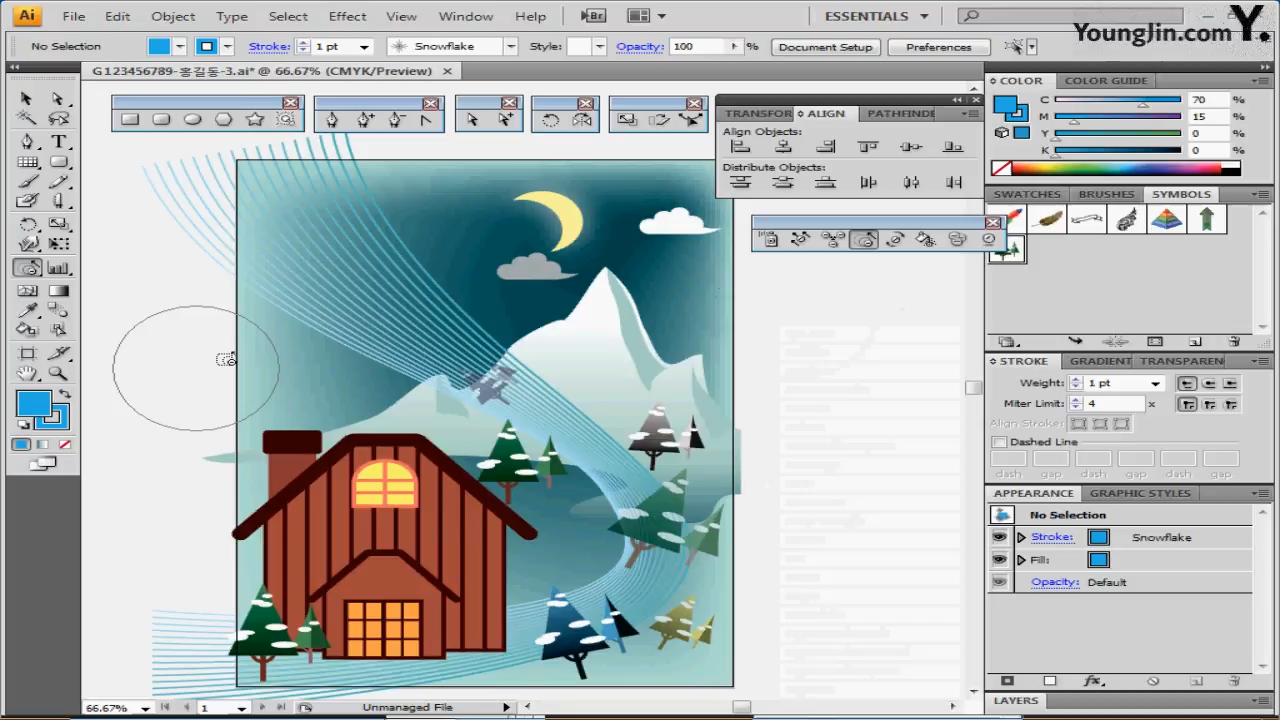 Ai File Edit Object Type Select Effect View Window Help Br ESSENTIALS
YoungJin.com Y.
No Selection Stroke: 1 pt Snowflake Style: Opacity: 100 % Document Setup Preferences
G123456789-홍길동-3.ai* @ 66.67% (CMYK/Preview)
COLOR COLOR GUIDE
C 70 %
M 15 %
Y 0 %
K 0 %
TRANSFOR ALIGN PATHFINDE
Align Objects:
Distribute Objects:
SWATCHES BRUSHES SYMBOLS
STROKE GRADIENT TRANSPAREN
Weight: 1 pt
Miter Limit: 4 x
Align Stroke:
Dashed Line
dash gap dash gap dash gap
APPEARANCE GRAPHIC STYLES
No Selection
Stroke: Snowflake
Fill:
Opacity: Default
LAYERS
66.67% 1 Unmanaged File